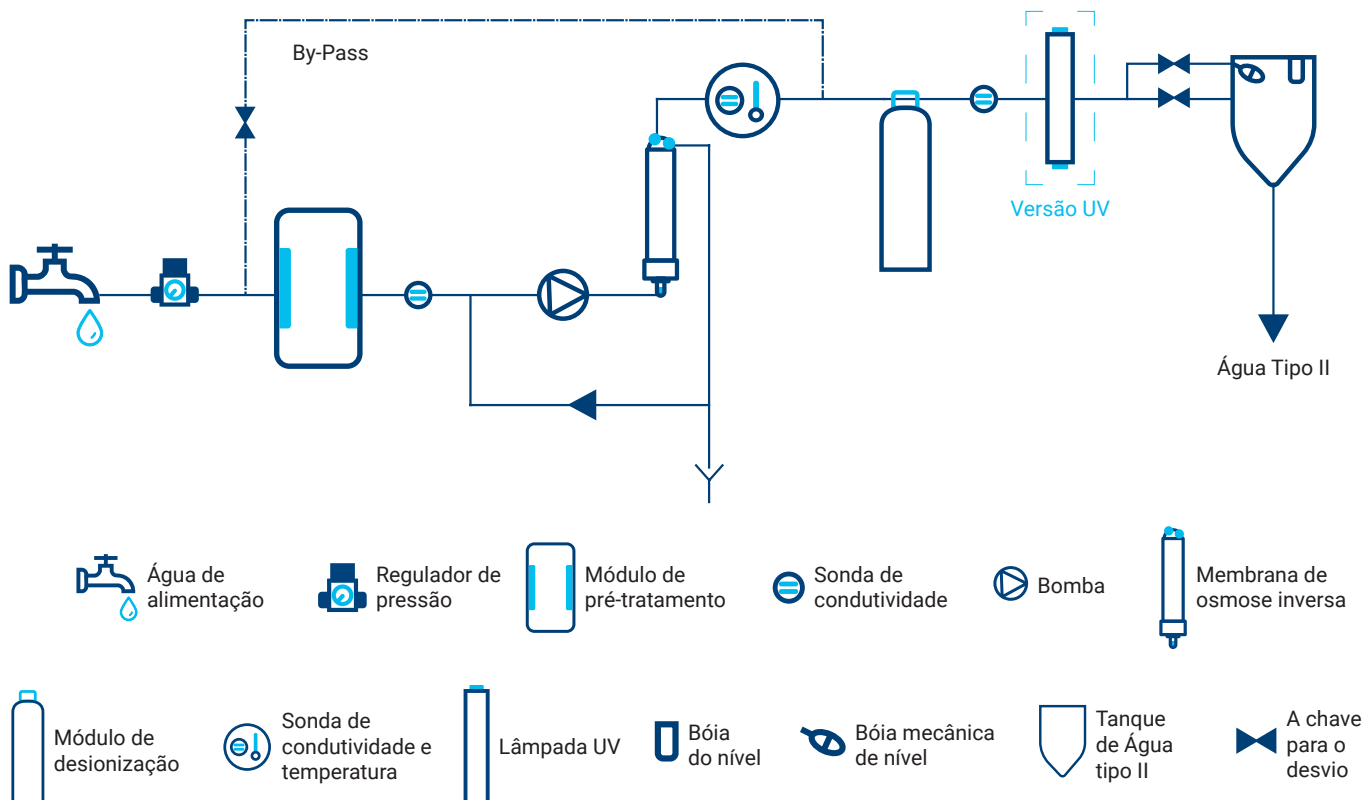 By-Pass
Versão UV
Água Tipo II
Água de
alimentação
Regulador de
pressão
Módulo de
pré-tratamento
Sonda de
condutividade
Bomba
Membrana de
osmose inversa
Módulo de
desionização
Sonda de
condutividade e
temperatura
Lâmpada UV
Bóia
do nível
Bóia mecânica
de nível
Tanque
de Água
tipo II
A chave
para o
desvio